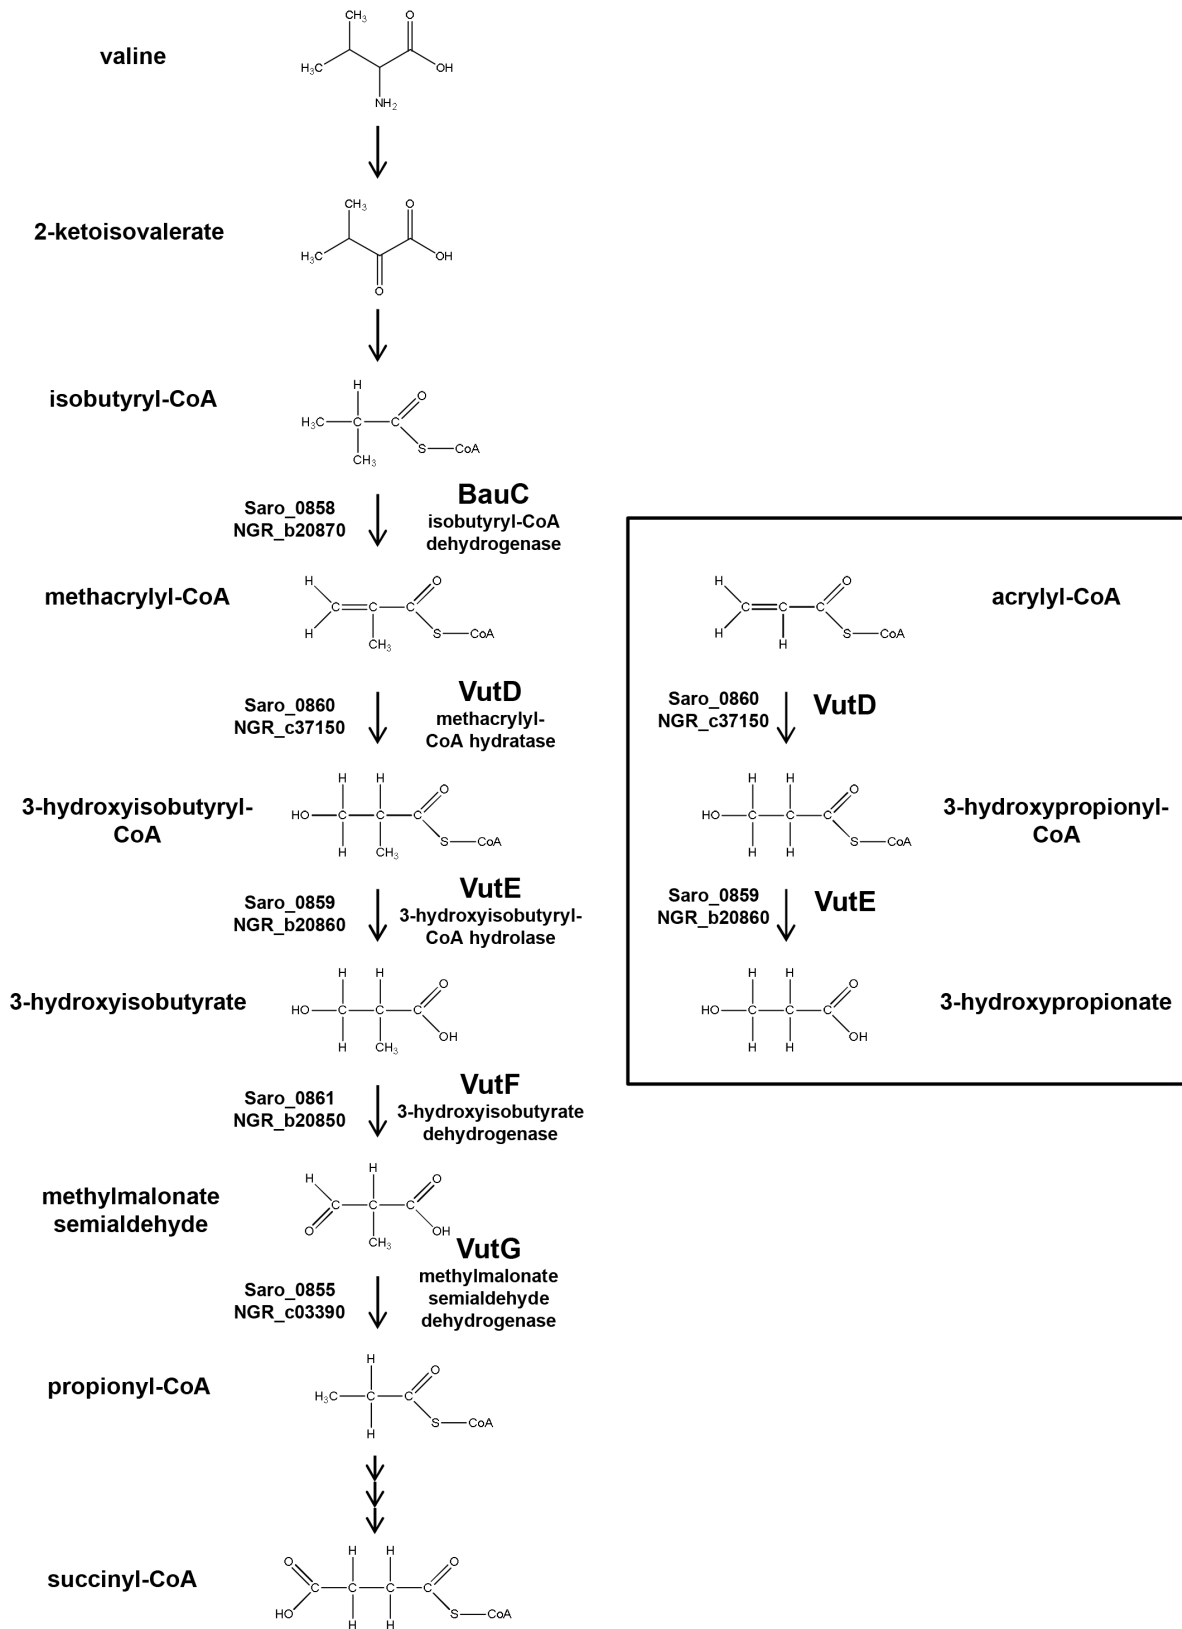 CH₃
O
valine
H₃C
OH
NH₂
CH₃
O
2-ketoisovalerate
H₃C
OH
O
H
isobutyryl-CoA
O
H₃C
C
C
S
CoA
CH₃
Saro_0858
NGR_b20870
BauC
isobutyryl-CoA
dehydrogenase
methacrylyl-CoA
H
O
C
C
C
H
S
CoA
CH₃
H
O
C
C
C
H
S
CoA
H
acrylyl-CoA
Saro_0860
NGR_c37150
VutD
methacrylyl-
CoA hydratase
Saro_0860
NGR_c37150
VutD
3-hydroxyisobutyryl-
CoA
H
H
O
HO
C
C
C
S
CoA
H
CH₃
H
H
O
HO
C
C
C
S
CoA
H
H
3-hydroxypropionyl-
CoA
Saro_0859
NGR_b20860
VutE
3-hydroxyisobutyryl-
CoA hydrolase
Saro_0859
NGR_b20860
VutE
3-hydroxyisobutyrate
H
H
O
HO
C
C
C
OH
H
CH₃
H
H
O
HO
C
C
C
OH
H
H
3-hydroxypropionate
Saro_0861
NGR_b20850
VutF
3-hydroxyisobutyrate
dehydrogenase
methylmalonate
semialdehyde
H
H
O
C
C
C
O
OH
CH₃
Saro_0855
NGR_c03390
VutG
methylmalonate
semialdehyde
dehydrogenase
propionyl-CoA
H
O
H₃C
C
C
S
CoA
H
succinyl-CoA
O
H
H
O
C
C
C
C
HO
S
CoA
H
H